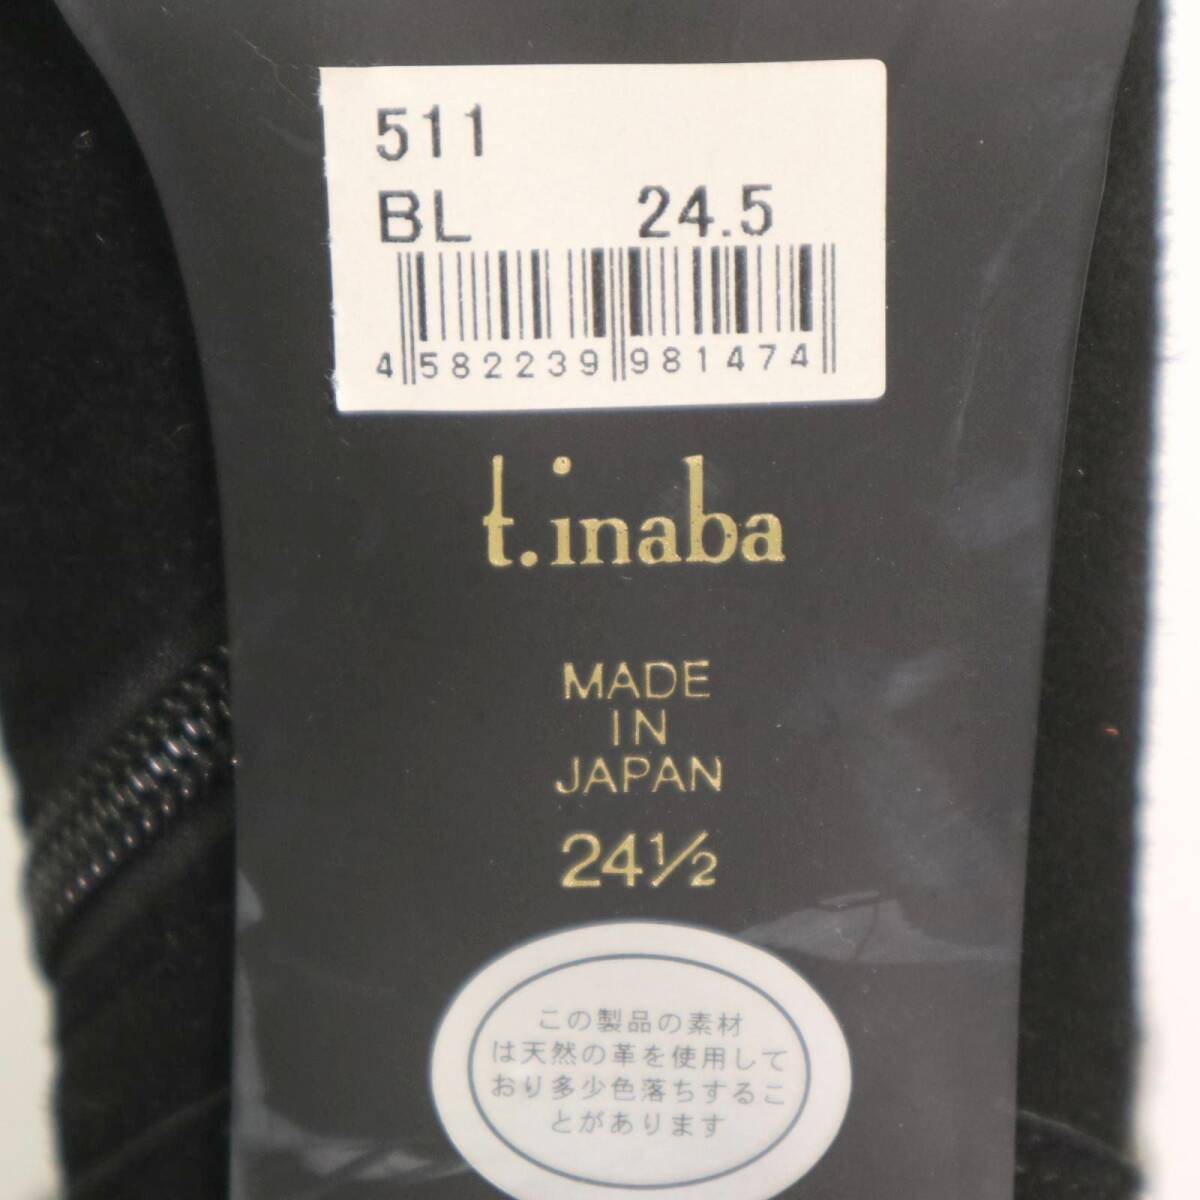 511
BL 24.5
4 582239 981474
t.inaba
MADE
IN
JAPAN
24½
この製品の素材
は天然の革を使用して
おり多少色落ちするこ
とがあります